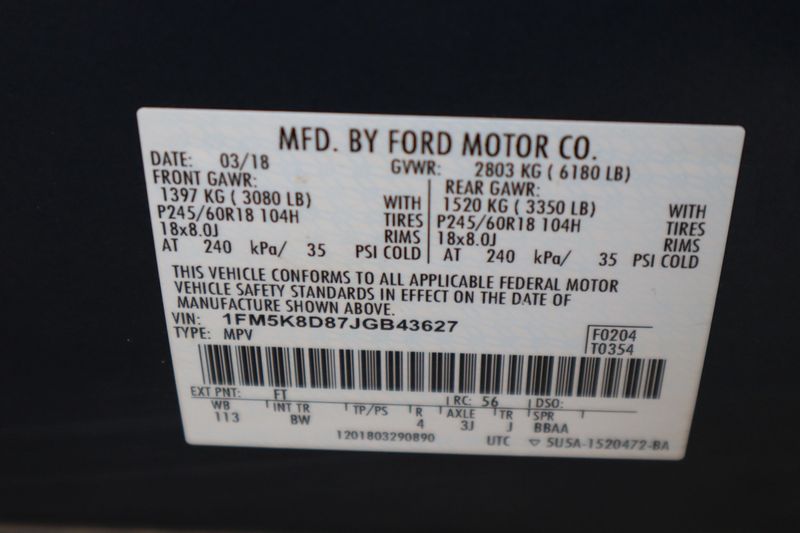 MFD. BY FORD MOTOR CO.
DATE: 03/18 GVWR: 2803 KG ( 6180 LB)
FRONT GAWR: REAR GAWR:
1397 KG ( 3080 LB) WITH 1520 KG ( 3350 LB) WITH
P245/60R18 104H TIRES P245/60R18 104H TIRES
18x8.0J RIMS 18x8.0J RIMS
AT 240 kPa/ 35 PSI COLD AT 240 kPa/ 35 PSI COLD
THIS VEHICLE CONFORMS TO ALL APPLICABLE FEDERAL MOTOR
VEHICLE SAFETY STANDARDS IN EFFECT ON THE DATE OF
MANUFACTURE SHOWN ABOVE.
VIN: 1FM5K8D87JGB43627 F0204
TYPE: MPV T0354
EXT PNT: FT RC: 56 DSO:
WB INT TR TP/PS R AXLE TR SPR
113 BW 4 3J J BBAA
1201803290890 UTC ▽ 5U5A-1520472-BA